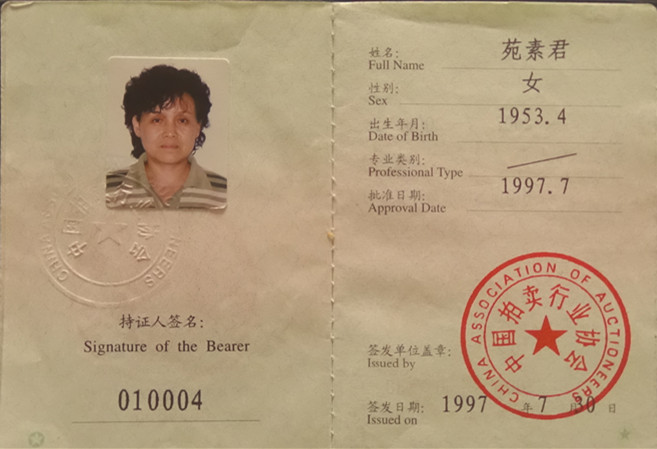 持证人签名：
Signature of the Bearer
010004
姓名： 苑素君
Full Name
性别： 女
Sex
出生年月： 1953.4
Date of Birth
专业类别：
Professional Type
批准日期： 1997.7
Approval Date
CHINA ASSOCIATION OF AUCTIONEERS
中国拍卖行业协会
签发单位盖章：
Issued by
签发日期： 1997 年 7 月 30 日
Issued on